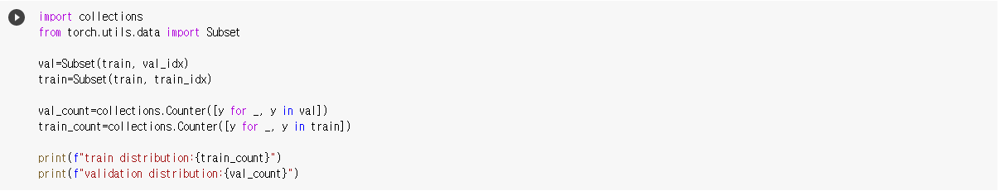 import collections
from torch.utils.data import Subset
val=Subset(train, val_idx)
train=Subset(train, train_idx)
val_count=collections.Counter([y for _, y in val])
train_count=collections.Counter([y for _, y in train])
print(f"train distribution:{train_count}")
print(f"validation distribution:{val_count}")